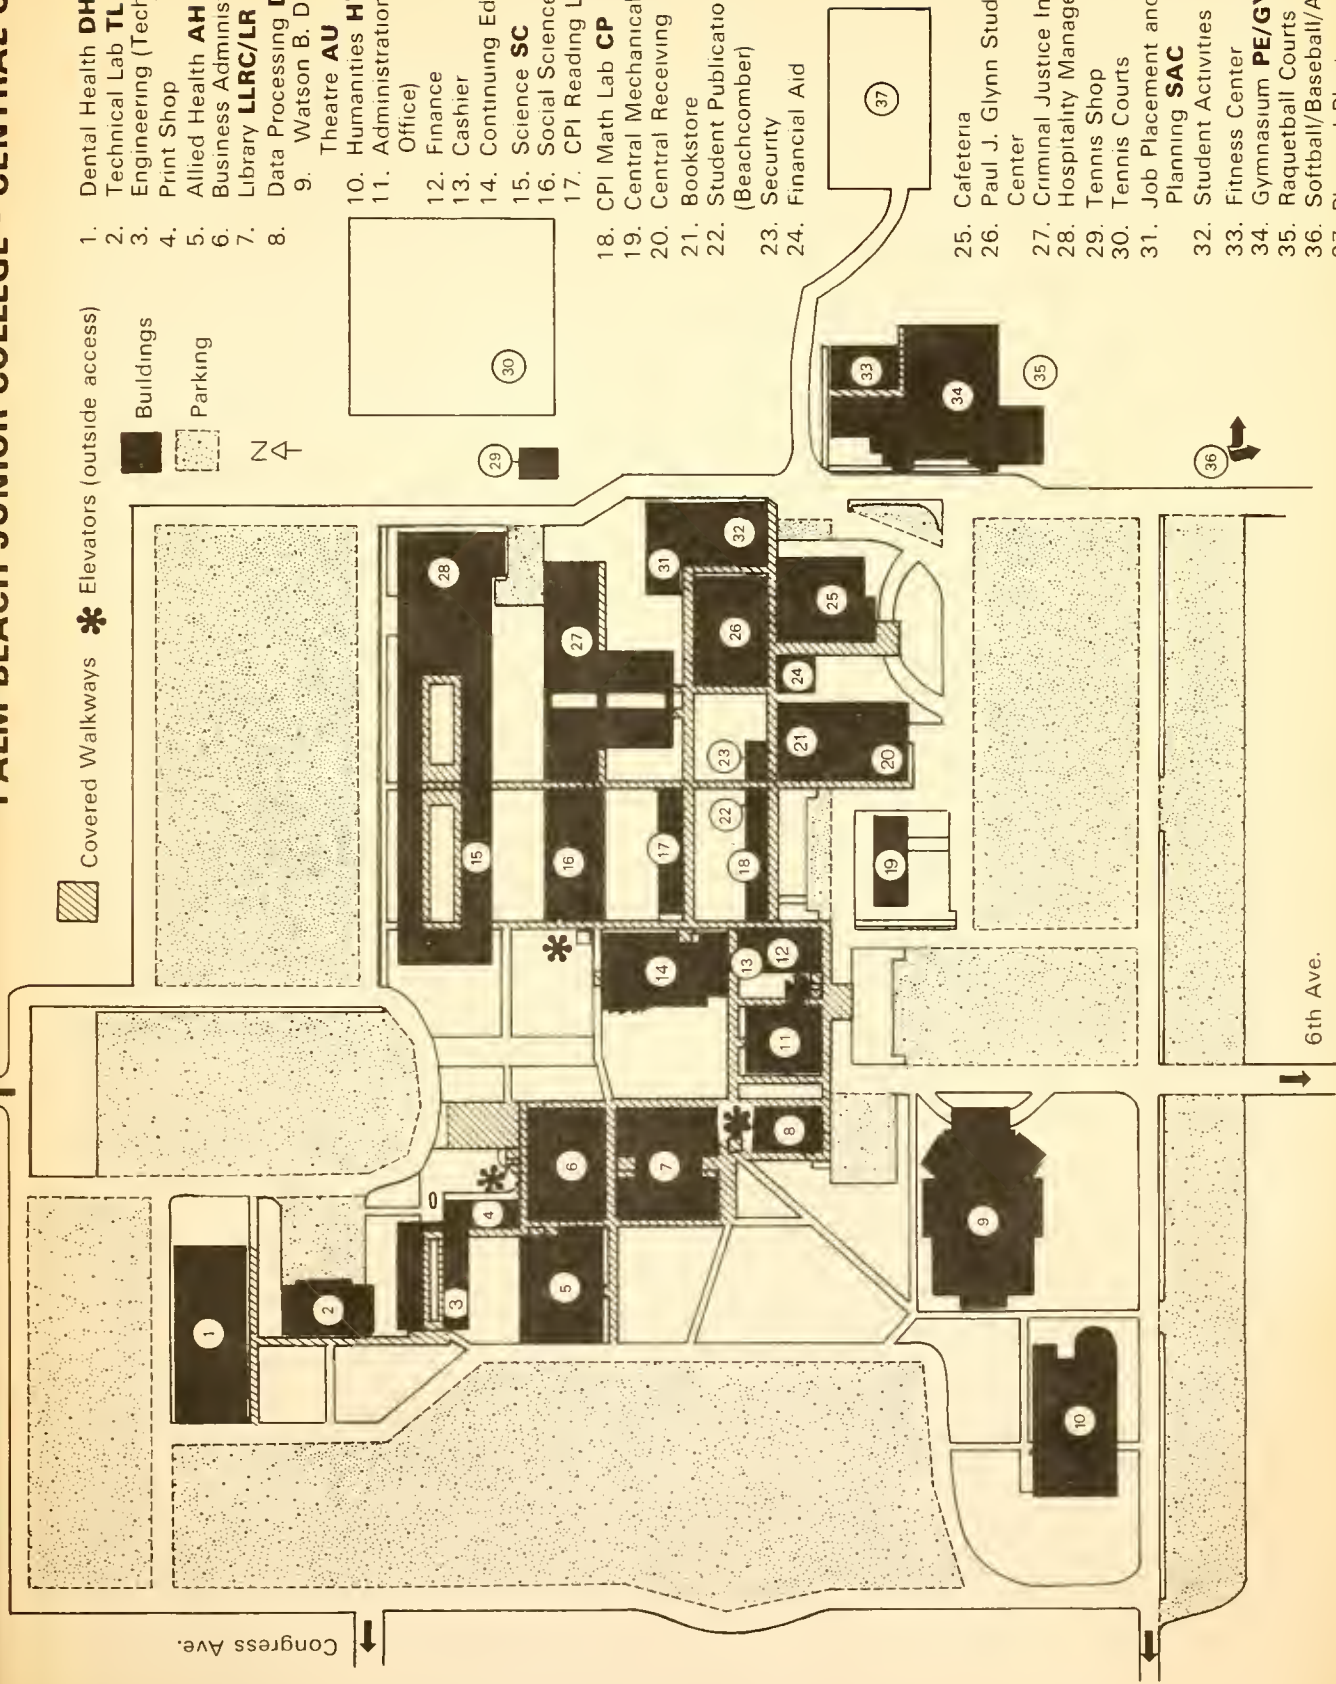 PALM BEACH JUNIOR COLLEGE - CENTRAL
Covered Walkways
Elevators (outside access)
Buildings
Parking
N
1. Dental Health DH
2. Technical Lab TL
3. Engineering (Tech
4. Print Shop
5. Allied Health AH
6. Business Adminis
7. Library LLRC/LR
8. Data Processing
9. Watson B. D
Theatre AU
10. Humanities H
11. Administration
Office)
12. Finance
13. Cashier
14. Continuing Ed
15. Science SC
16. Social Science
17. CPI Reading L
18. CPI Math Lab CP
19. Central Mechanical
20. Central Receiving
21. Bookstore
22. Student Publicatio
(Beachcomber)
23. Security
24. Financial Aid
25. Cafeteria
26. Paul J. Glynn Stud
Center
27. Criminal Justice In
28. Hospitality Manage
29. Tennis Shop
30. Tennis Courts
31. Job Placement and
Planning SAC
32. Student Activities
33. Fitness Center
34. Gymnasium PE/GY
35. Raquetball Courts
36. Softball/Baseball/A
37.
1
2
3
4
5
6
7
8
9
10
11
12
13
14
15
16
17
18
19
20
21
22
23
24
25
26
27
28
29
30
31
32
33
34
35
36
37
Congress Ave.
6th Ave.